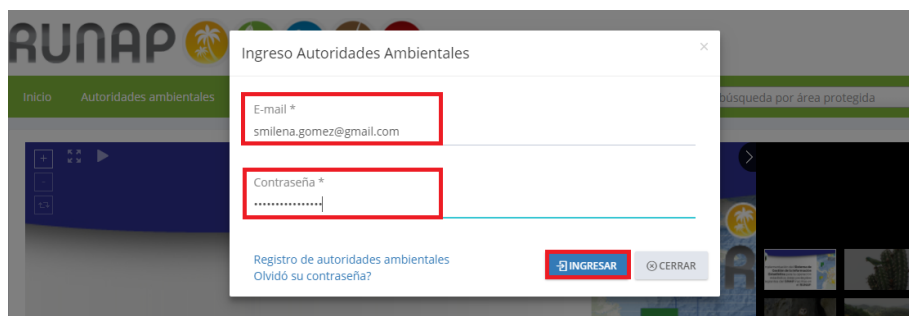 RUNAP
Ingreso Autoridades Ambientales
×
Inicio Autoridades ambientales
búsqueda por área protegida
E-mail *
smilena.gomez@gmail.com
Contraseña *
••••••••••••••••
Registro de autoridades ambientales
Olvidó su contraseña?
INGRESAR
CERRAR